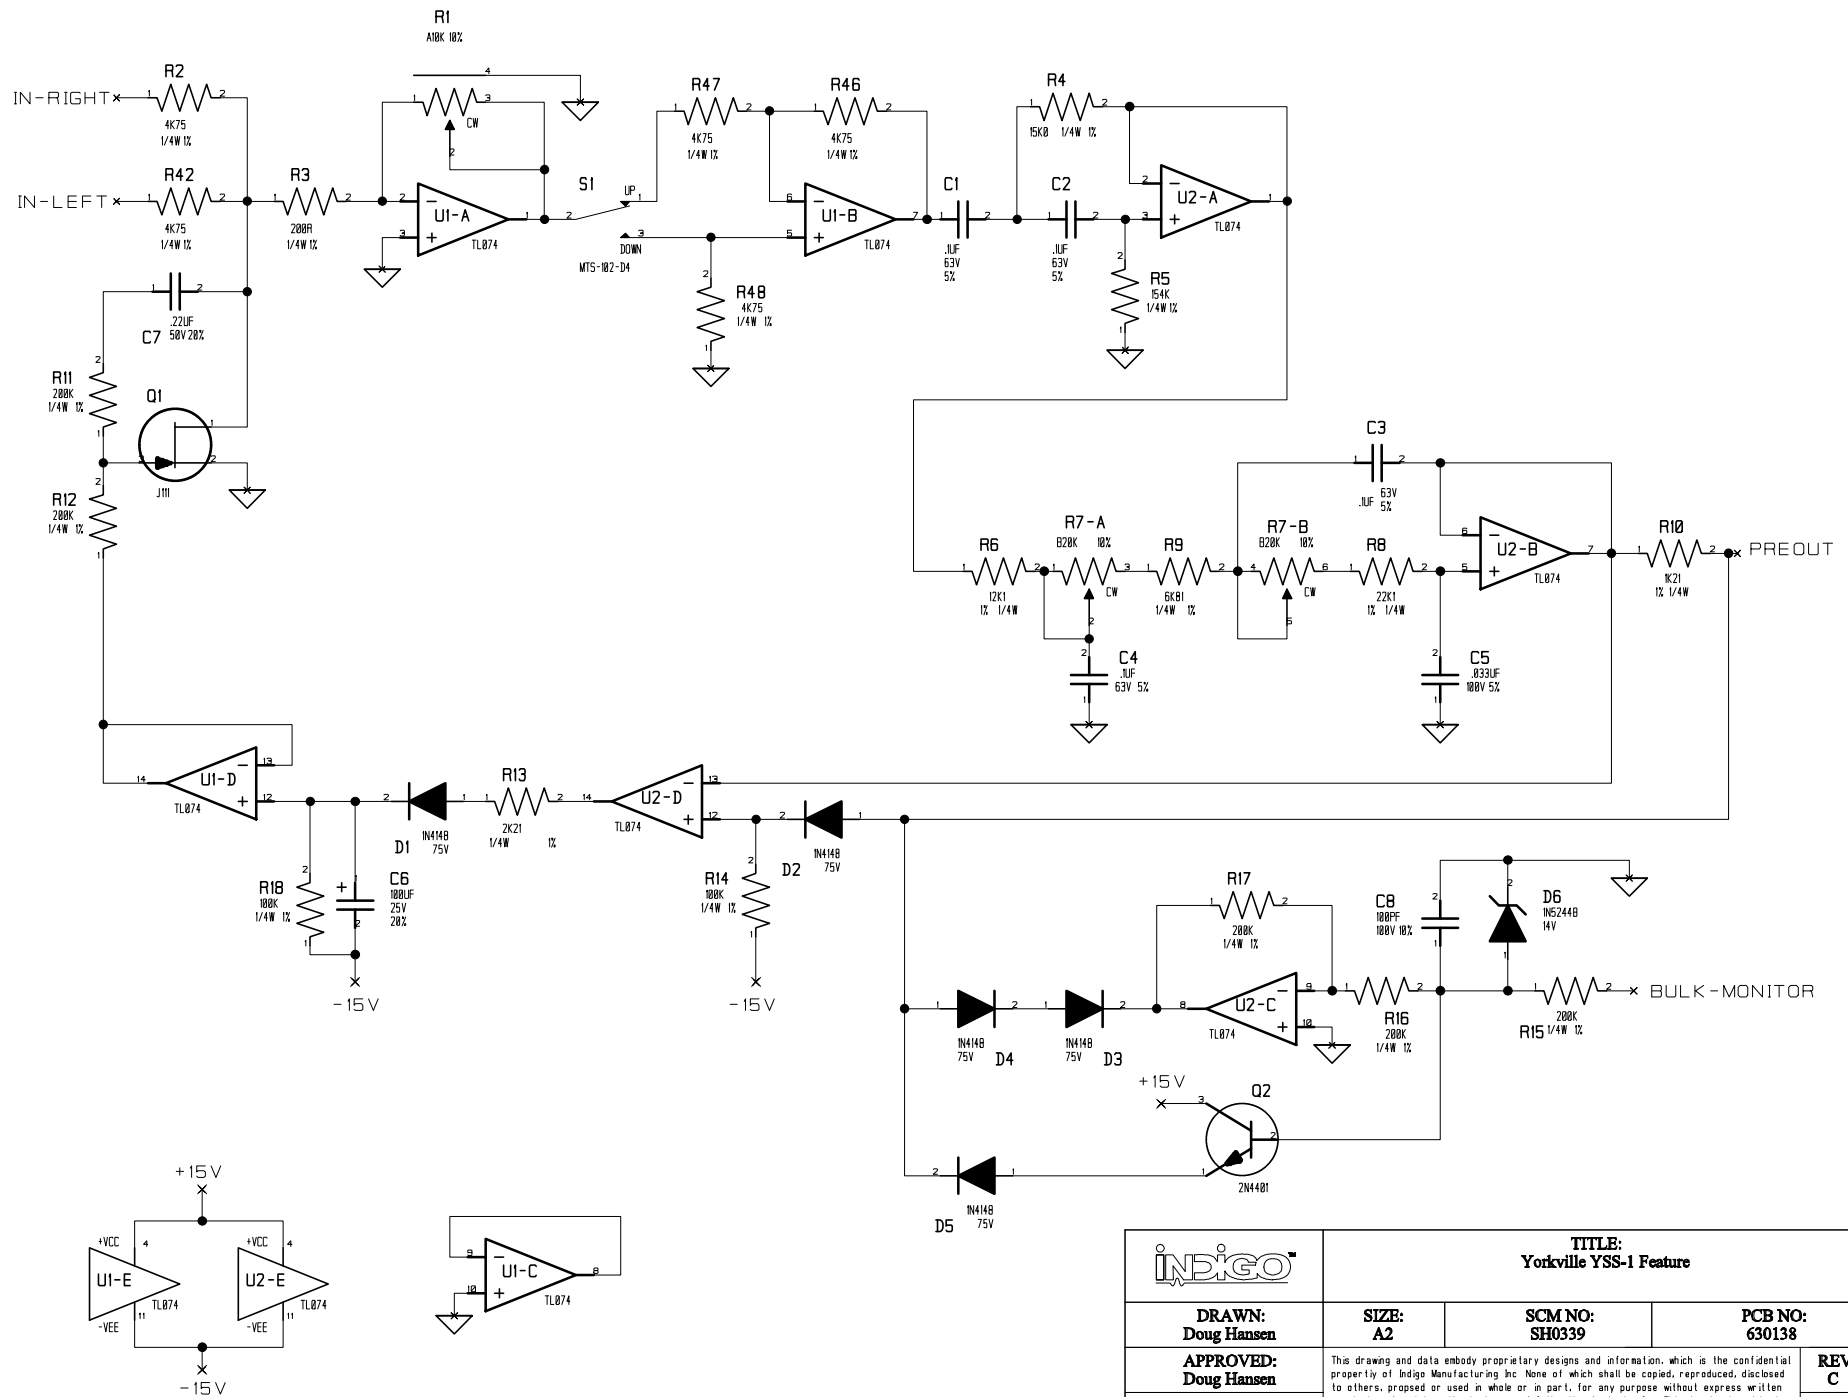 R1
A10K 10%
R2
IN-RIGHT
4K75
1/4W 1%
R42
IN-LEFT
4K75
1/4W 1%
R3
200R
1/4W 1%
CW
U1-A
TL074
S1
UP
DOWN
MTS-102-D4
R47
4K75
1/4W 1%
R46
4K75
1/4W 1%
U1-B
TL074
R48
4K75
1/4W 1%
C1
.1UF
63V
5%
C2
.1UF
63V
5%
R4
15K0 1/4W 1%
U2-A
TL074
R5
154K
1/4W 1%
C7
.22UF
50V 20%
R11
200K
1/4W 1%
Q1
J111
R12
200K
1/4W 1%
C3
.1UF 63V
5%
R6
12K1
1% 1/4W
R7-A
B20K 10%
CW
R9
6K81
1/4W 1%
R7-B
B20K 10%
CW
R8
22K1
1% 1/4W
U2-B
TL074
R10
1K21
1% 1/4W
PREOUT
C4
.1UF
63V 5%
C5
.033UF
100V 5%
U1-D
TL074
D1
1N4148
75V
R13
2K21
1/4W 1%
U2-D
TL074
D2
1N4148
75V
R18
100K
1/4W 1%
+
C6
100UF
25V
20%
-15V
R14
100K
1/4W 1%
-15V
R17
200K
1/4W 1%
C8
100PF
100V 10%
D6
1N5244B
14V
D4
1N4148
75V
D3
1N4148
75V
U2-C
TL074
R16
200K
1/4W 1%
R15
200K
1/4W 1%
BULK-MONITOR
+15V
Q2
2N4401
D5
1N4148
75V
+15V
+VCC
U1-E
TL074
-VEE
+VCC
U2-E
TL074
-VEE
-15V
U1-C
TL074
INDIGO™
TITLE:
Yorkville YSS-1 Feature
DRAWN:
Doug Hansen
SIZE:
A2
SCM NO:
SH0339
PCB NO:
630138
APPROVED:
Doug Hansen
This drawing and data embody proprietary designs and information, which is the confidential
propertiy of Indigo Manufacturing Inc None of which shall be copied, reproduced, disclosed
to others, propsed or used in whole or in part, for any purpose without express written
REV
C